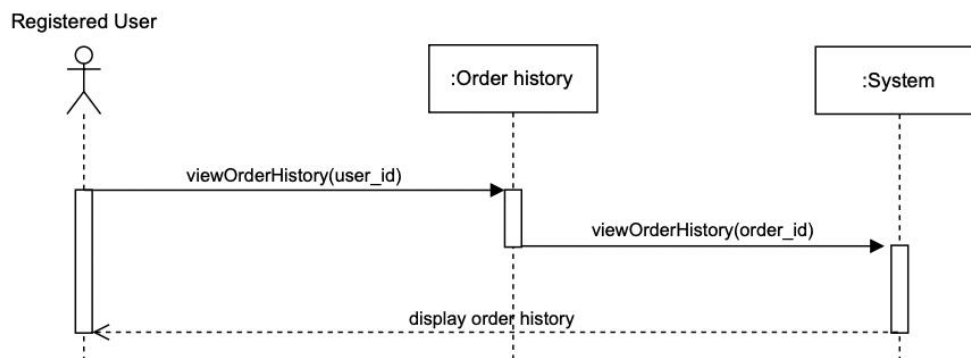 Registered User
:Order history
:System
viewOrderHistory(user_id)
viewOrderHistory(order_id)
display order history